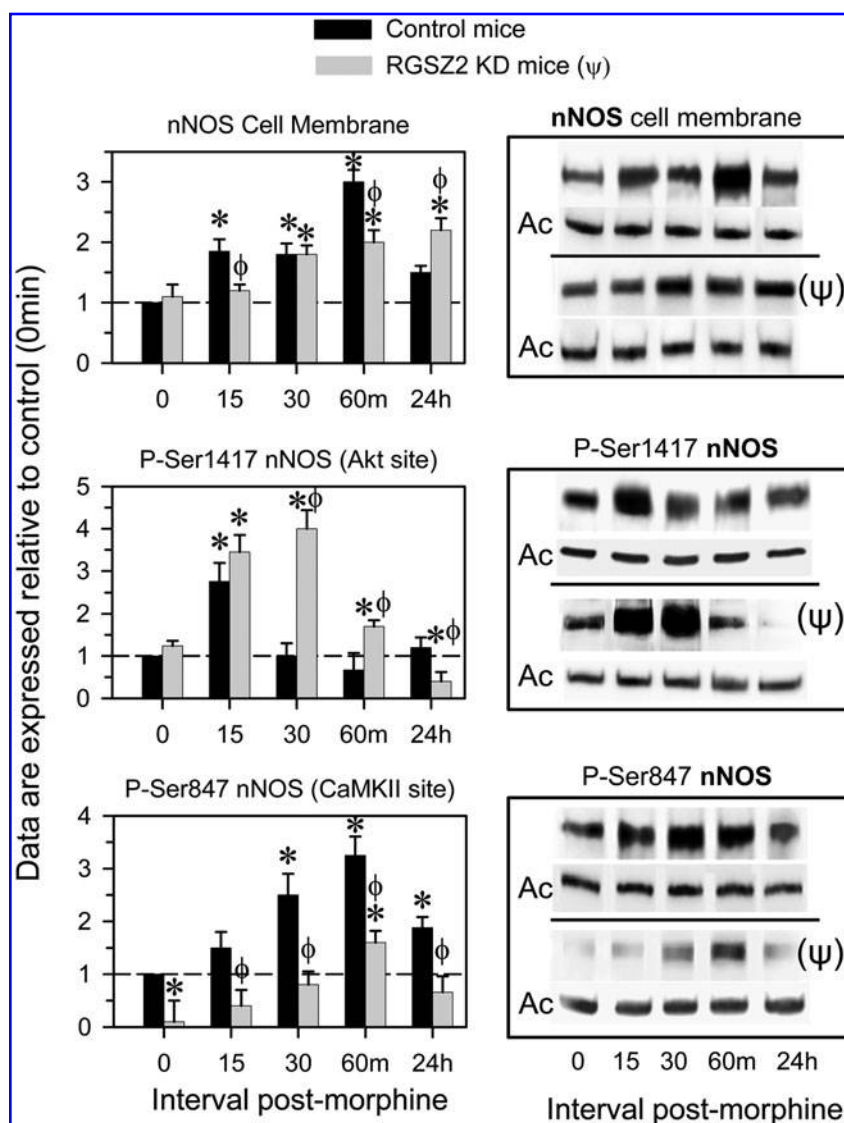 Control mice
RGSZ2 KD mice (ψ)
Data are expressed relative to control (0min)
nNOS Cell Membrane
3
2
1
0
* ϕ * * * ϕ * ϕ *
0 15 30 60m 24h
P-Ser1417 nNOS (Akt site)
5
4
3
2
1
0
* * *ϕ *ϕ *ϕ
0 15 30 60m 24h
P-Ser847 nNOS (CaMKII site)
4
3
2
1
0
* ϕ * ϕ * ϕ * * ϕ
0 15 30 60m 24h
Interval post-morphine
nNOS cell membrane
Ac
(ψ)
Ac
P-Ser1417 nNOS
Ac
(ψ)
Ac
P-Ser847 nNOS
Ac
(ψ)
Ac
0 15 30 60m 24h
Interval post-morphine